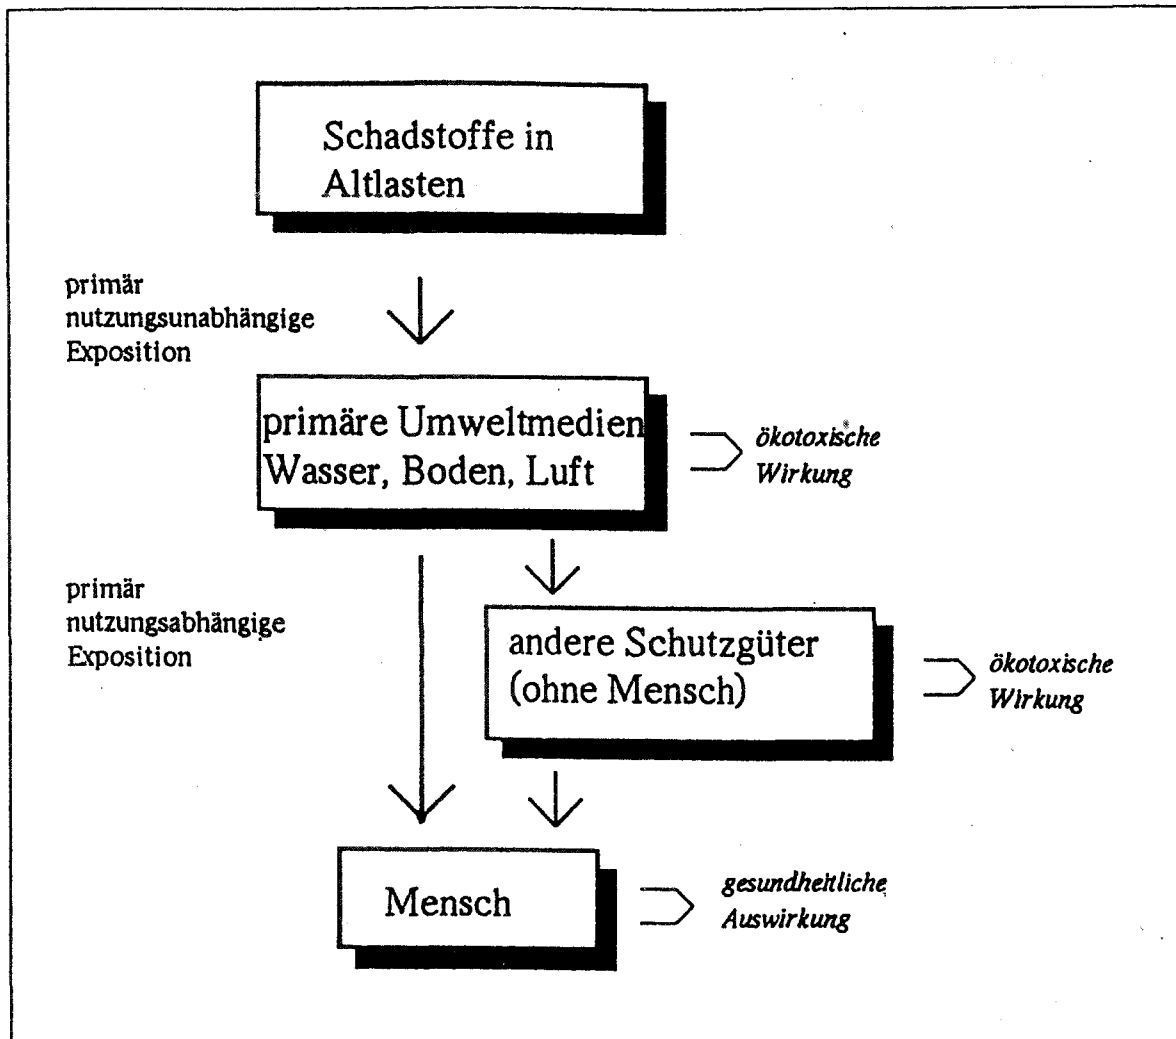 Schadstoffe in
Altlasten
primär
nutzungsunabhängige
Exposition
primäre Umweltmedien
Wasser, Boden, Luft
ökotoxische
Wirkung
primär
nutzungsabhängige
Exposition
andere Schutzgüter
(ohne Mensch)
ökotoxische
Wirkung
Mensch
gesundheitliche
Auswirkung